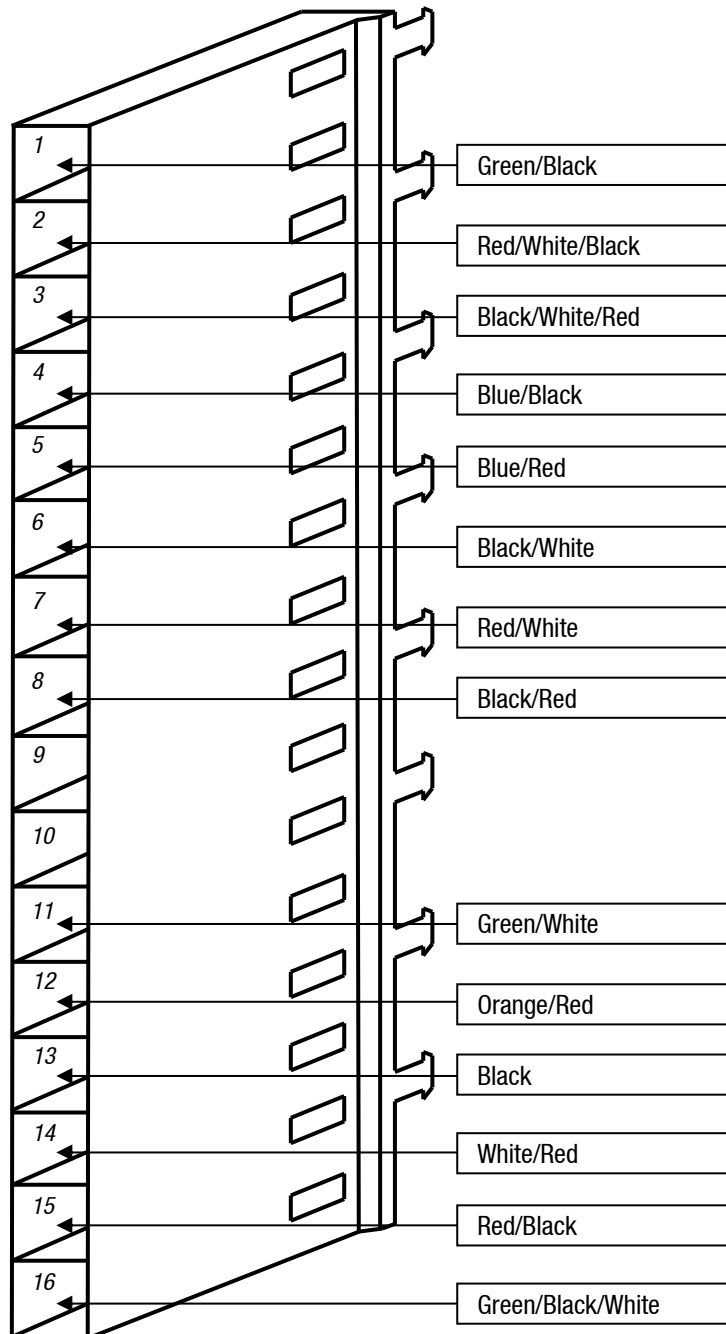 1 Green/Black
2 Red/White/Black
3 Black/White/Red
4 Blue/Black
5 Blue/Red
6 Black/White
7 Red/White
8 Black/Red
9
10
11 Green/White
12 Orange/Red
13 Black
14 White/Red
15 Red/Black
16 Green/Black/White